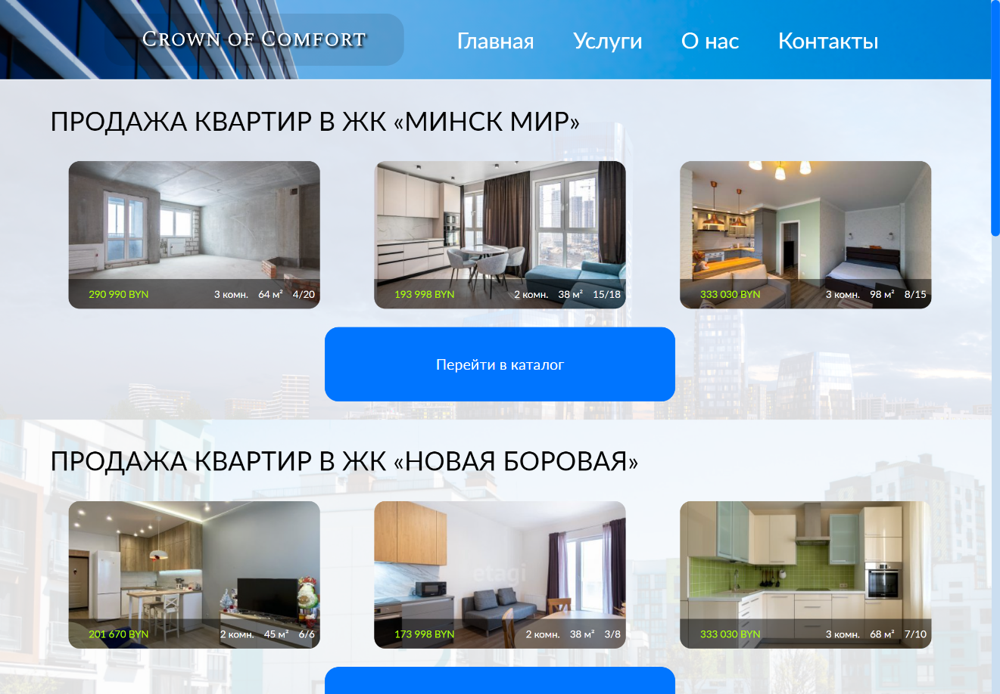 Crown of Comfort
Главная Услуги О нас Контакты
ПРОДАЖА КВАРТИР В ЖК «МИНСК МИР»
290 990 BYN 3 комн. 64 м² 4/20
193 998 BYN 2 комн. 38 м² 15/18
333 030 BYN 3 комн. 98 м² 8/15
Перейти в каталог
ПРОДАЖА КВАРТИР В ЖК «НОВАЯ БОРОВАЯ»
etagi
201 670 BYN 2 комн. 45 м² 6/6
173 998 BYN 2 комн. 38 м² 3/8
333 030 BYN 3 комн. 68 м² 7/10